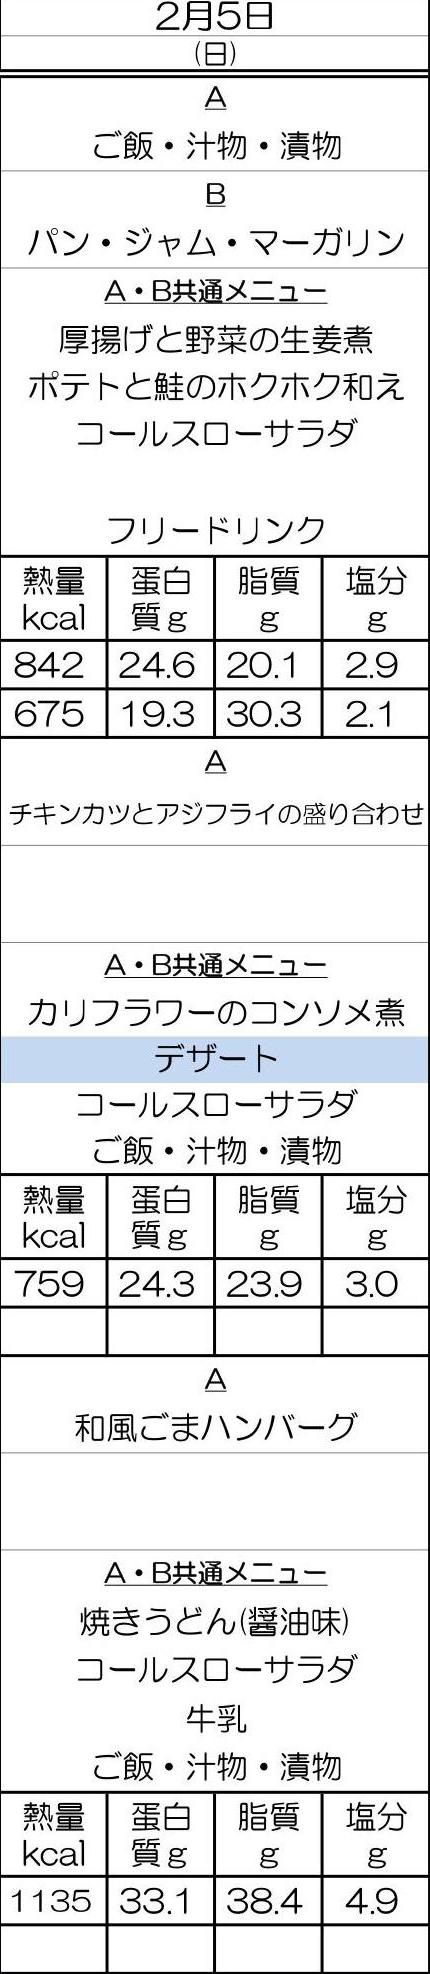 2月5日
(日)
A
ご飯・汁物・漬物
B
パン・ジャム・マーガリン
A・B共通メニュー
厚揚げと野菜の生姜煮
ポテトと鮭のホクホク和え
コールスローサラダ
フリードリンク
熱量 蛋白 脂質 塩分
kcal 質g g g
842 24.6 20.1 2.9
675 19.3 30.3 2.1
A
チキンカツとアジフライの盛り合わせ
A・B共通メニュー
カリフラワーのコンソメ煮
デザート
コールスローサラダ
ご飯・汁物・漬物
熱量 蛋白 脂質 塩分
kcal 質g g g
759 24.3 23.9 3.0
A
和風ごまハンバーグ
A・B共通メニュー
焼きうどん(醤油味)
コールスローサラダ
牛乳
ご飯・汁物・漬物
熱量 蛋白 脂質 塩分
kcal 質g g g
1135 33.1 38.4 4.9